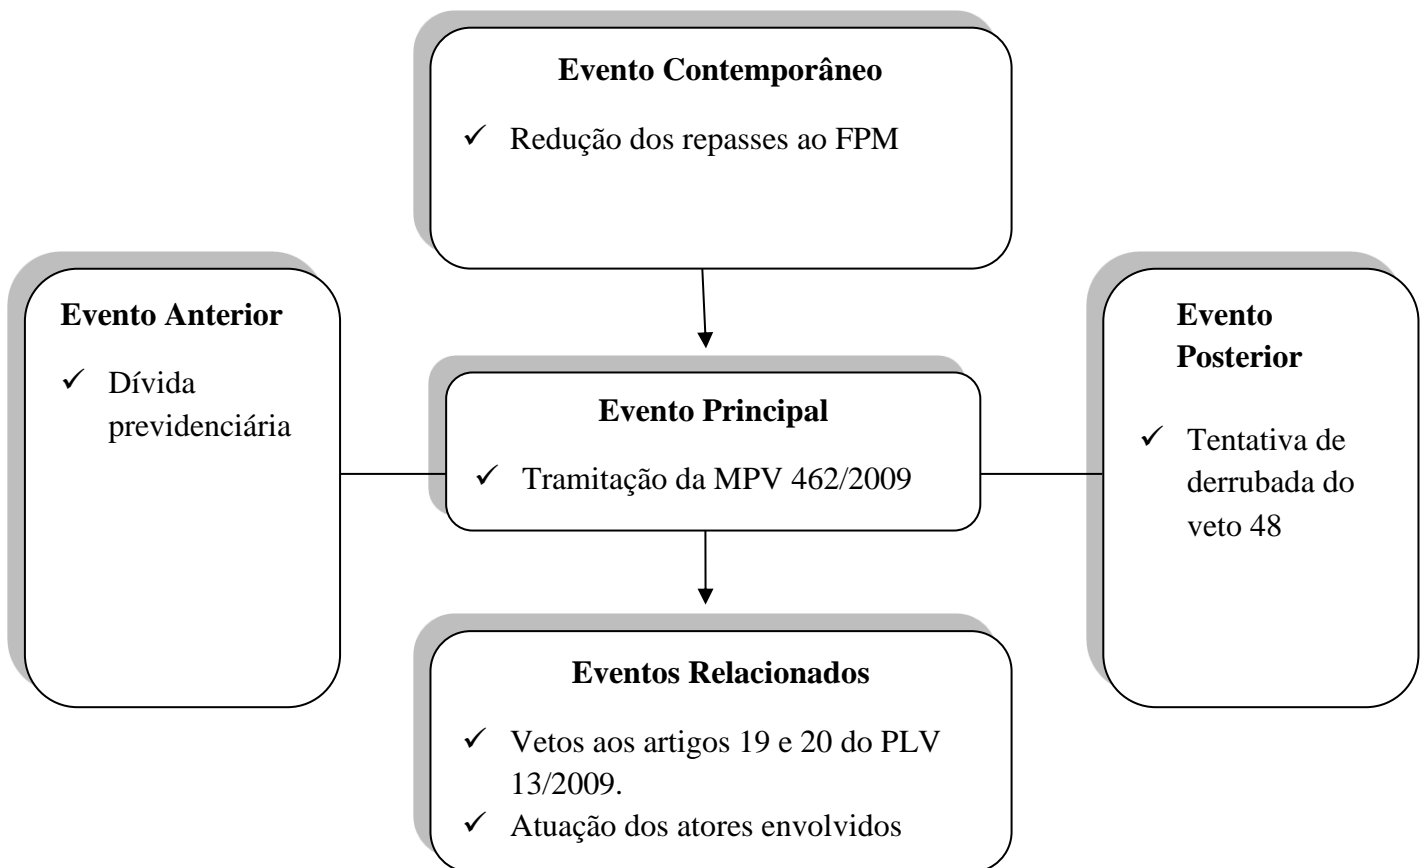 Evento Contemporâneo
✓ Redução dos repasses ao FPM
Evento Anterior
✓ Dívida
previdenciária
Evento Principal
✓ Tramitação da MPV 462/2009
Evento
Posterior
✓ Tentativa de
derrubada do
veto 48
Eventos Relacionados
✓ Vetos aos artigos 19 e 20 do PLV
13/2009.
✓ Atuação dos atores envolvidos